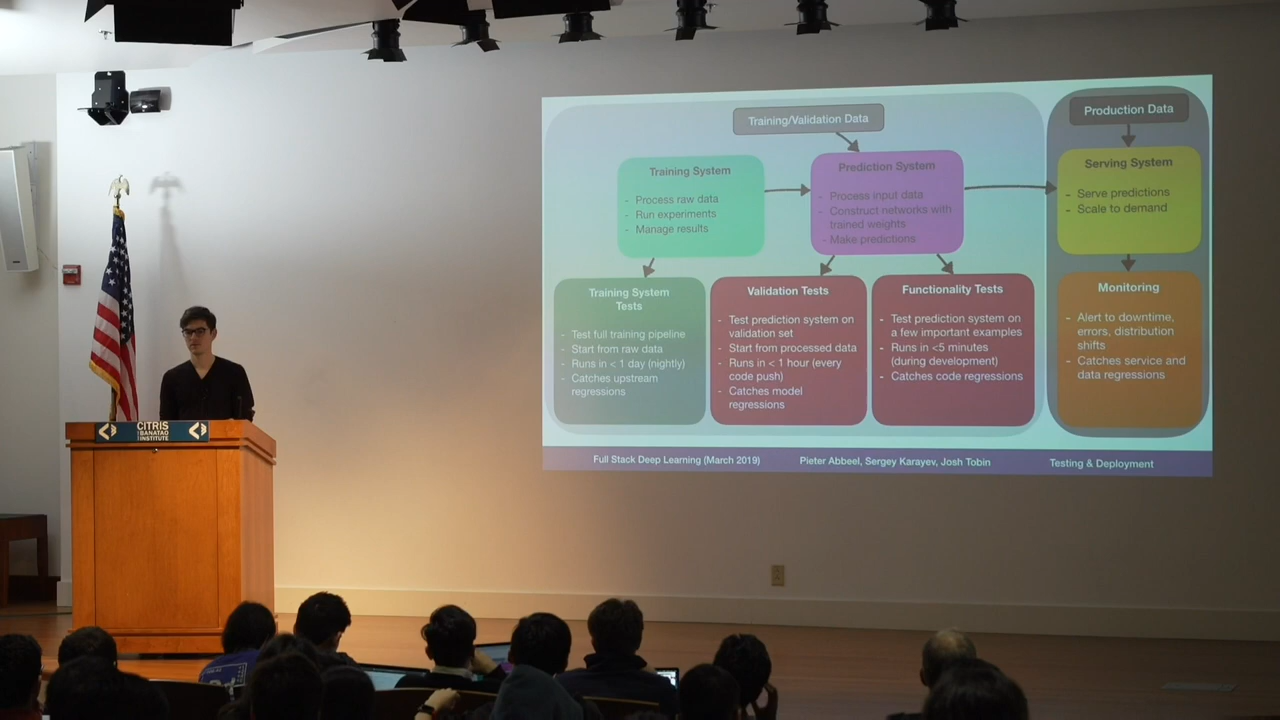 Training/Validation Data
Production Data
Training System
- Process raw data
- Run experiments
- Manage results
Prediction System
- Process input data
- Construct networks with
trained weights
- Make predictions
Serving System
- Serve predictions
- Scale to demand
Training System
Tests
- Test full training pipeline
- Start from raw data
- Runs in < 1 day (nightly)
- Catches upstream
regressions
Validation Tests
- Test prediction system on
validation set
- Start from processed data
- Runs in < 1 hour (every
code push)
- Catches model
regressions
Functionality Tests
- Test prediction system on
a few important examples
- Runs in <5 minutes
(during development)
- Catches code regressions
Monitoring
- Alert to downtime,
errors, distribution
shifts
- Catches service and
data regressions
Full Stack Deep Learning (March 2019)
Pieter Abbeel, Sergey Karayev, Josh Tobin
Testing & Deployment
CITRIS
BANATAO
INSTITUTE